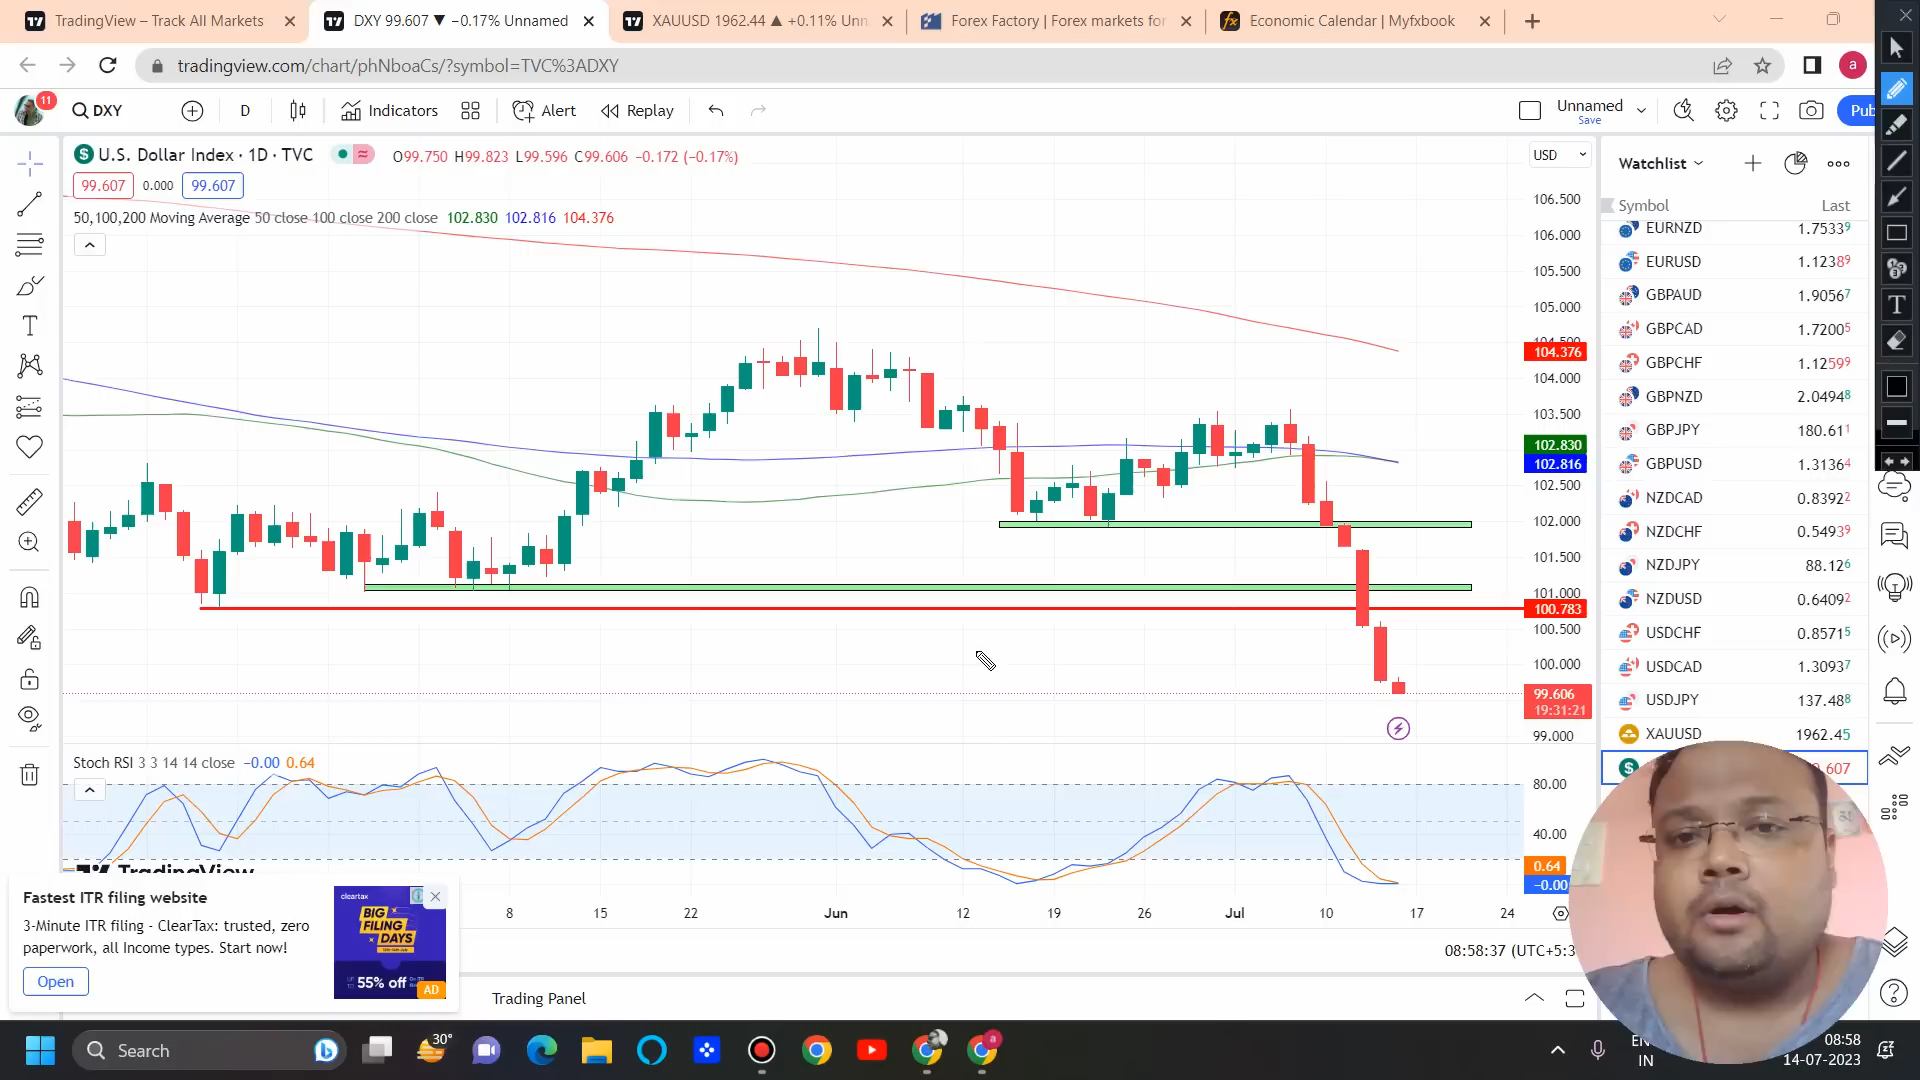 TradingView – Track All Markets
DXY 99.607 ▼ −0.17% Unnamed
XAUUSD 1962.44 ▲ +0.11% Unn
Forex Factory | Forex markets for
Economic Calendar | Myfxbook
tradingview.com/chart/phNboaCs/?symbol=TVC%3ADXY
a
11
DXY
D
Indicators
Alert
Replay
Unnamed
Save
Pub
U.S. Dollar Index · 1D · TVC
O99.750 H99.823 L99.596 C99.606 −0.172 (−0.17%)
USD
99.607 0.000 99.607
50,100,200 Moving Average 50 close 100 close 200 close 102.830 102.816 104.376
106.500
106.000
105.500
105.000
104.500
104.376
104.000
103.500
102.830
102.816
102.500
102.000
101.500
101.000
100.783
100.500
100.000
99.606
19:31:21
99.000
Watchlist
Symbol Last
EURNZD 1.75339
EURUSD 1.12389
GBPAUD 1.90567
GBPCAD 1.72005
GBPCHF 1.12599
GBPNZD 2.04948
GBPJPY 180.611
GBPUSD 1.31364
NZDCAD 0.83922
NZDCHF 0.54939
NZDJPY 88.126
NZDUSD 0.64092
USDCHF 0.85715
USDCAD 1.30937
USDJPY 137.488
XAUUSD 1962.45
.607
Stoch RSI 3 3 14 14 close −0.00 0.64
80.00
40.00
0.64
−0.00
TradingView
8 15 22 Jun 12 19 26 Jul 10 17 24
Fastest ITR filing website
3-Minute ITR filing - ClearTax: trusted, zero
paperwork, all Income types. Start now!
Open
cleartax
BIG
FILING
DAYS
55% off
AD
08:58:37 (UTC+5:3
Trading Panel
Search
30°
a
IN
08:58
14-07-2023